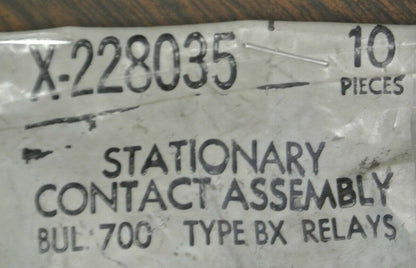 X-228035 10
PIECES
STATIONARY
CONTACT ASSEMBLY
BUL. 700 TYPE BX RELAYS